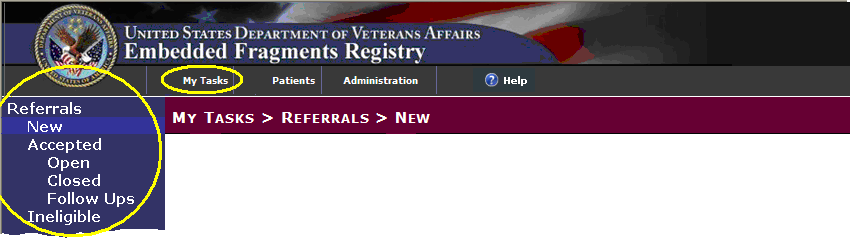 UNITED STATES DEPARTMENT OF VETERANS AFFAIRS
Embedded Fragments Registry
My Tasks Patients Administration ? Help
Referrals
New
Accepted
Open
Closed
Follow Ups
Ineligible
MY TASKS > REFERRALS > NEW